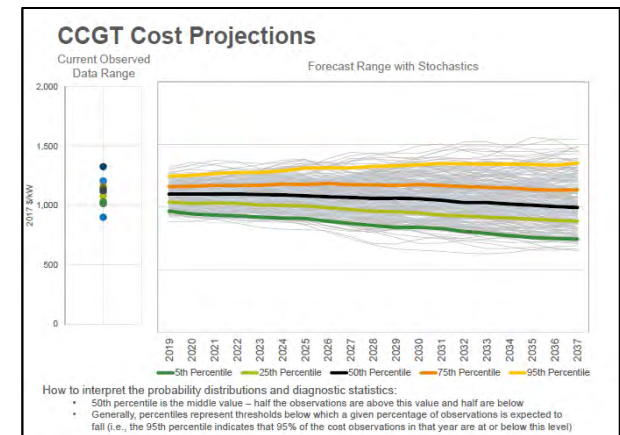 CCGT Cost Projections
Current Observed
Data Range
Forecast Range with Stochastics
2,000
1,500
1,000
500
0
2017 $/kW
2019
2020
2021
2022
2023
2024
2025
2026
2027
2028
2029
2030
2031
2032
2033
2034
2035
2036
2037
5th Percentile
25th Percentile
50th Percentile
75th Percentile
95th Percentile
How to interpret the probability distributions and diagnostic statistics:
• 50th percentile is the middle value – half the observations are above this value and half are below
• Generally, percentiles represent thresholds below which a given percentage of observations is expected to
fall (i.e., the 95th percentile indicates that 95% of the cost observations in that year are at or below this level)